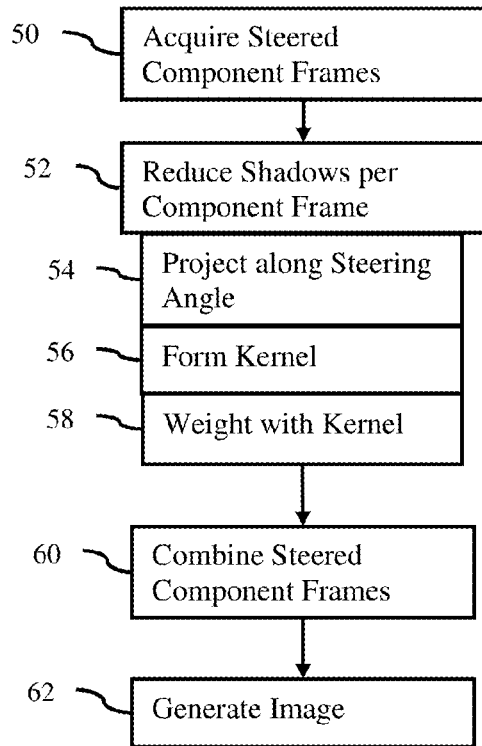 50
Acquire Steered
Component Frames
52
Reduce Shadows per
Component Frame
54
Project along Steering
Angle
56
Form Kernel
58
Weight with Kernel
60
Combine Steered
Component Frames
62
Generate Image